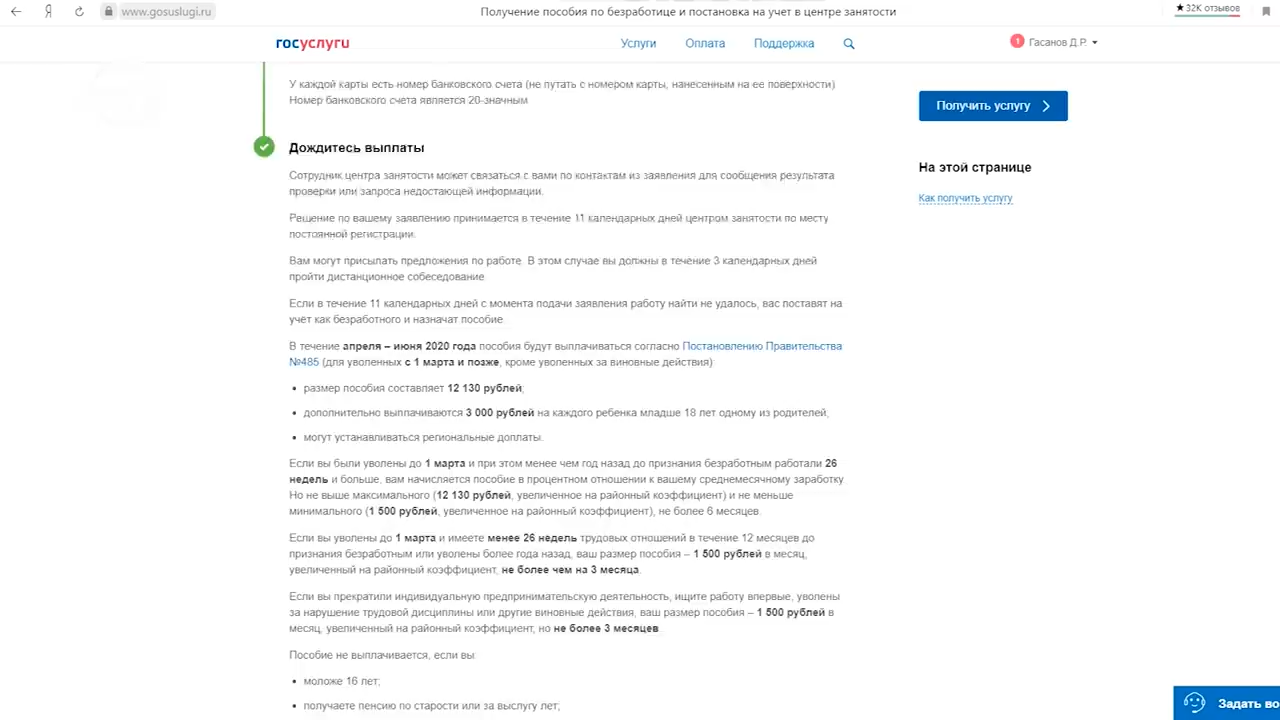 www.gosuslugi.ru
Получение пособия по безработице и постановка на учет в центре занятости
★32K отзывов
госуслуги
Услуги
Оплата
Поддержка
1
Гасанов Д.Р.
У каждой карты есть номер банковского счета (не путать с номером карты, нанесенным на ее поверхности)
Номер банковского счета является 20-значным
Получить услугу
Дождитесь выплаты
На этой странице
Сотрудник центра занятости может связаться с вами по контактам из заявления для сообщения результата
проверки или запроса недостающей информации.
Как получить услугу
Решение по вашему заявлению принимается в течение 11 календарных дней центром занятости по месту
постоянной регистрации.
Вам могут присылать предложения по работе. В этом случае вы должны в течение 3 календарных дней
пройти дистанционное собеседование
Если в течение 11 календарных дней с момента подачи заявления работу найти не удалось, вас поставят на
учёт как безработного и назначат пособие
В течение апреля – июня 2020 года пособия будут выплачиваться согласно Постановлению Правительства
№485 (для уволенных с 1 марта и позже, кроме уволенных за виновные действия):
• размер пособия составляет 12 130 рублей;
• дополнительно выплачиваются 3 000 рублей на каждого ребенка младше 18 лет одному из родителей;
• могут устанавливаться региональные доплаты.
Если вы были уволены до 1 марта и при этом менее чем год назад до признания безработным работали 26
недель и больше, вам начисляется пособие в процентном отношении к вашему среднемесячному заработку
Но не выше максимального (12 130 рублей, увеличенное на районный коэффициент) и не меньше
минимального (1 500 рублей, увеличенное на районный коэффициент), не более 6 месяцев.
Если вы уволены до 1 марта и имеете менее 26 недель трудовых отношений в течение 12 месяцев до
признания безработным или уволены более года назад, ваш размер пособия – 1 500 рублей в месяц,
увеличенный на районный коэффициент, не более чем на 3 месяца.
Если вы прекратили индивидуальную предпринимательскую деятельность, ищите работу впервые, уволены
за нарушение трудовой дисциплины или другие виновные действия, ваш размер пособия – 1 500 рублей в
месяц, увеличенный на районный коэффициент, но не более 3 месяцев.
Пособие не выплачивается, если вы:
• моложе 16 лет;
• получаете пенсию по старости или за выслугу лет;
Задать во